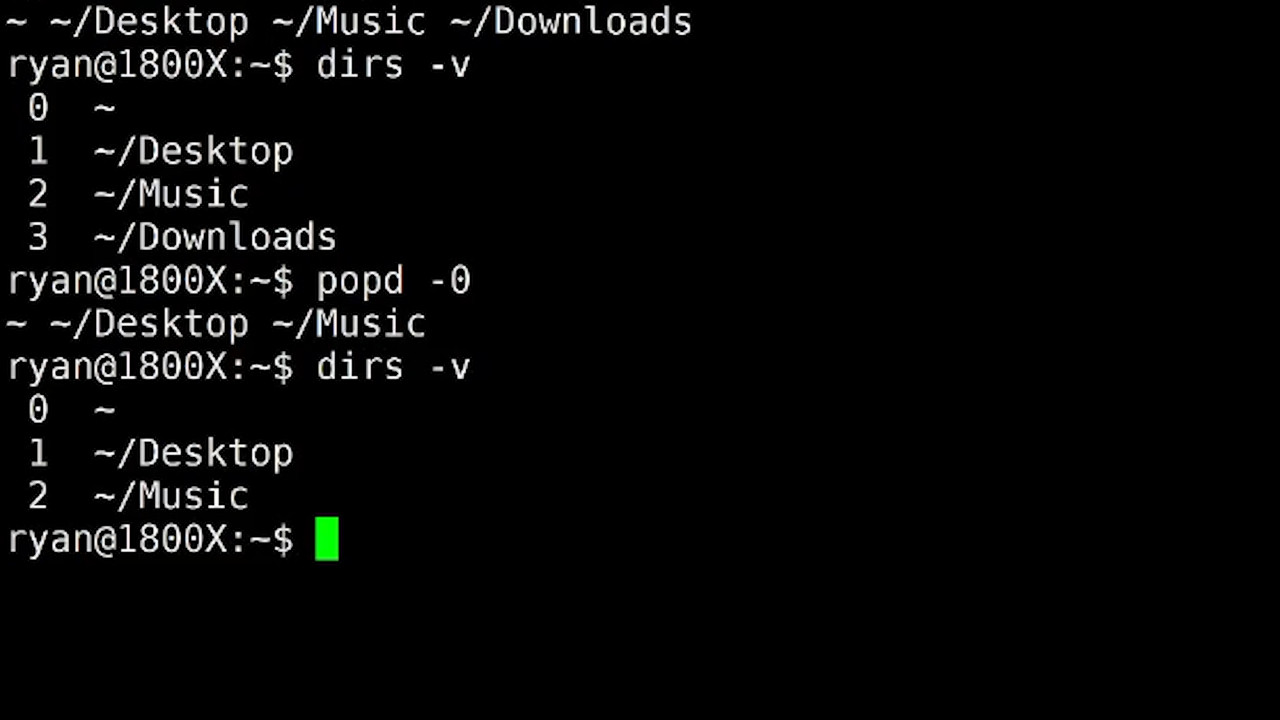 ~ ~/Desktop ~/Music ~/Downloads
ryan@1800X:~$ dirs -v
 0  ~
 1  ~/Desktop
 2  ~/Music
 3  ~/Downloads
ryan@1800X:~$ popd -0
~ ~/Desktop ~/Music
ryan@1800X:~$ dirs -v
 0  ~
 1  ~/Desktop
 2  ~/Music
ryan@1800X:~$